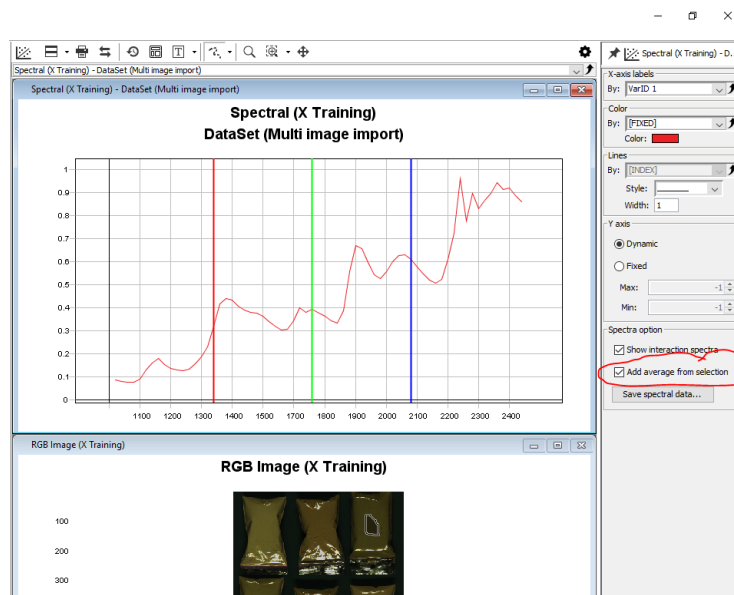 Spectral (X Training) - DataSet (Multi image import)
Spectral (X Training) - DataSet (Multi image import)
Spectral (X Training)
DataSet (Multi image import)
1
0.9
0.8
0.7
0.6
0.5
0.4
0.3
0.2
0.1
0
1100 1200 1300 1400 1500 1600 1700 1800 1900 2000 2100 2200 2300 2400
RGB Image (X Training)
RGB Image (X Training)
100
200
300
Spectral (X Training) - D..
X-axis labels
By: VarID 1
Color
By: [FIXED]
Color:
Lines
By: [INDEX]
Style:
Width: 1
Y axis
Dynamic
Fixed
Max: -1
Min: -1
Spectra option
Show interaction spectra
Add average from selection
Save spectral data...